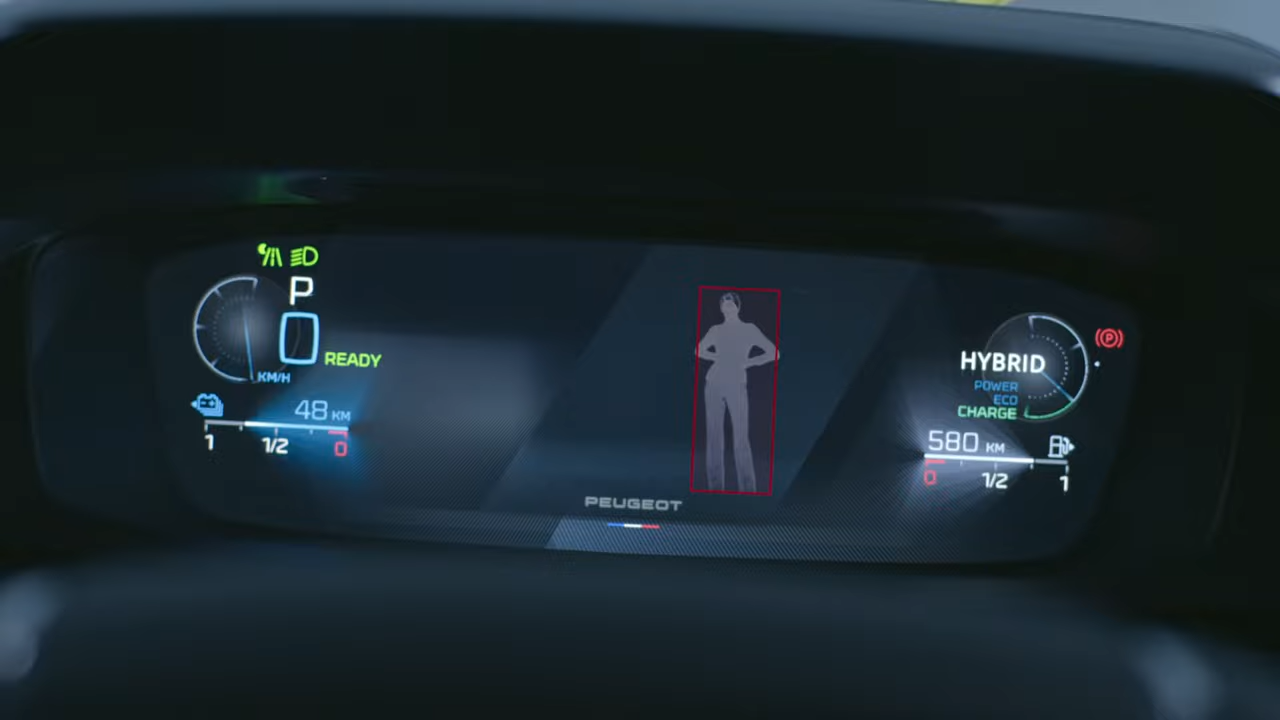 P
0
READY
KM/H
48 KM
1 1/2 0
PEUGEOT
HYBRID
POWER
ECO
CHARGE
P
580 KM
0 1/2 1